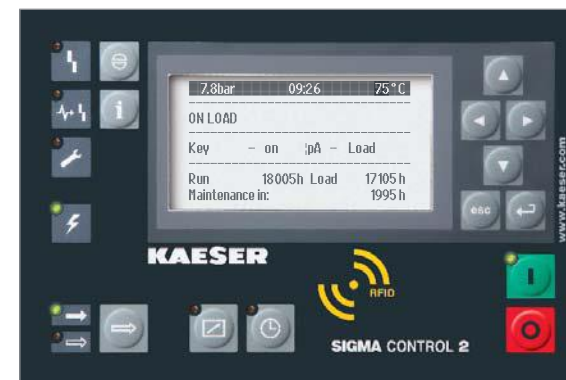 7.8bar 09:26 75°C
ON LOAD
Key - on ¦pA - Load
Run 18005h Load 17105h
Maintenance in: 1995h
esc
www.kaeser.com
KAESER
RFID
SIGMA CONTROL 2